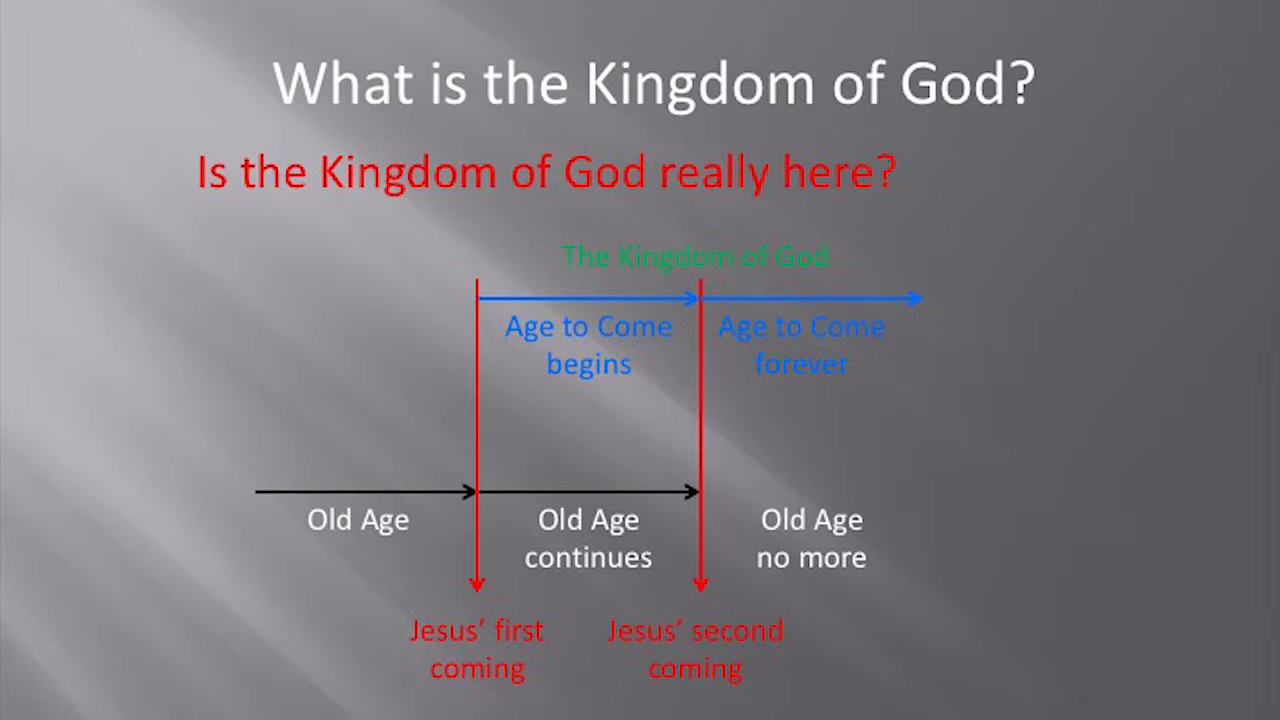 What is the Kingdom of God?
Is the Kingdom of God really here?
The Kingdom of God
Age to Come
begins
Age to Come
forever
Old Age
Old Age
continues
Old Age
no more
Jesus’ first
coming
Jesus’ second
coming